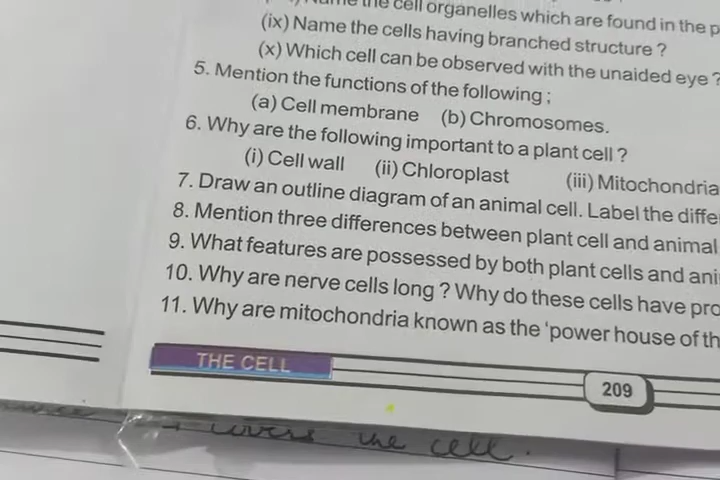 the cell organelles which are found in the p
(ix) Name the cells having branched structure ?
(x) Which cell can be observed with the unaided eye ?
5. Mention the functions of the following ;
(a) Cell membrane (b) Chromosomes.
6. Why are the following important to a plant cell ?
(i) Cell wall (ii) Chloroplast (iii) Mitochondria
7. Draw an outline diagram of an animal cell. Label the diffe
8. Mention three differences between plant cell and animal
9. What features are possessed by both plant cells and ani
10. Why are nerve cells long ? Why do these cells have pro
11. Why are mitochondria known as the 'power house of th
THE CELL
209
covers the cell.